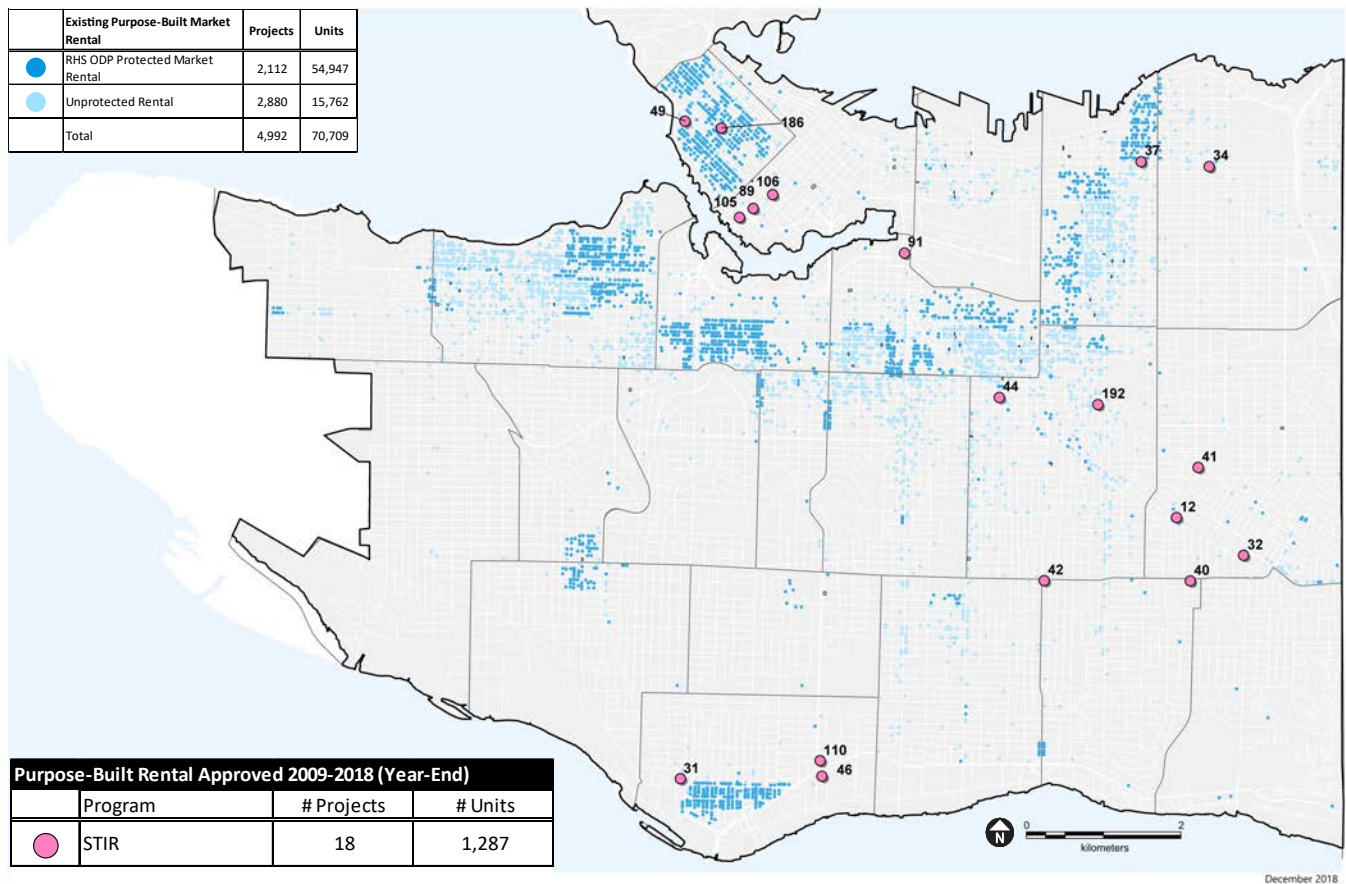 Existing Purpose-Built Market
Rental
Projects
Units
RHS ODP Protected Market
Rental
2,112
54,947
Unprotected Rental
2,880
15,762
Total
4,992
70,709
49
186
37
34
106
89
105
91
44
192
41
12
32
42
40
110
46
31
Purpose-Built Rental Approved 2009-2018 (Year-End)
Program
# Projects
# Units
STIR
18
1,287
N
0
2
kilometers
December 2018